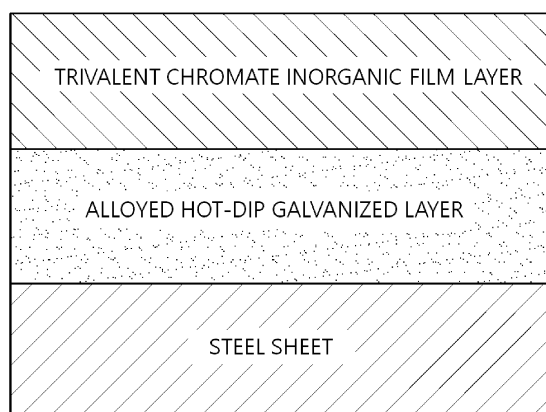 TRIVALENT CHROMATE INORGANIC FILM LAYER
ALLOYED HOT-DIP GALVANIZED LAYER
STEEL SHEET